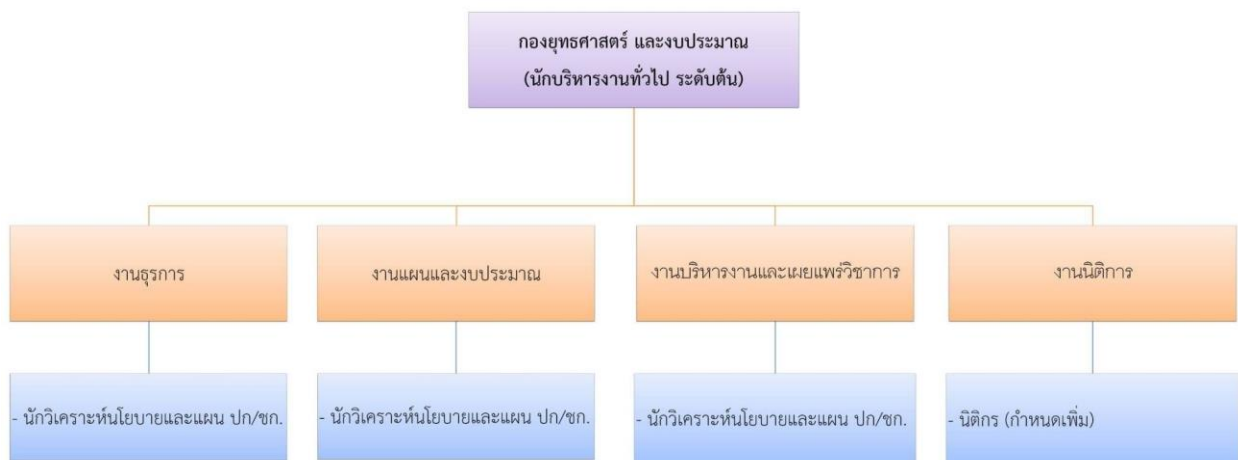 กองยุทธศาสตร์ และงบประมาณ
(นักบริหารงานทั่วไป ระดับต้น)
งานธุรการ
งานแผนและงบประมาณ
งานบริหารงานและเผยแพร่วิชาการ
งานนิติการ
- นักวิเคราะห์นโยบายและแผน ปก/ชก.
- นักวิเคราะห์นโยบายและแผน ปก/ชก.
- นักวิเคราะห์นโยบายและแผน ปก/ชก.
- นิติกร (กำหนดเพิ่ม)